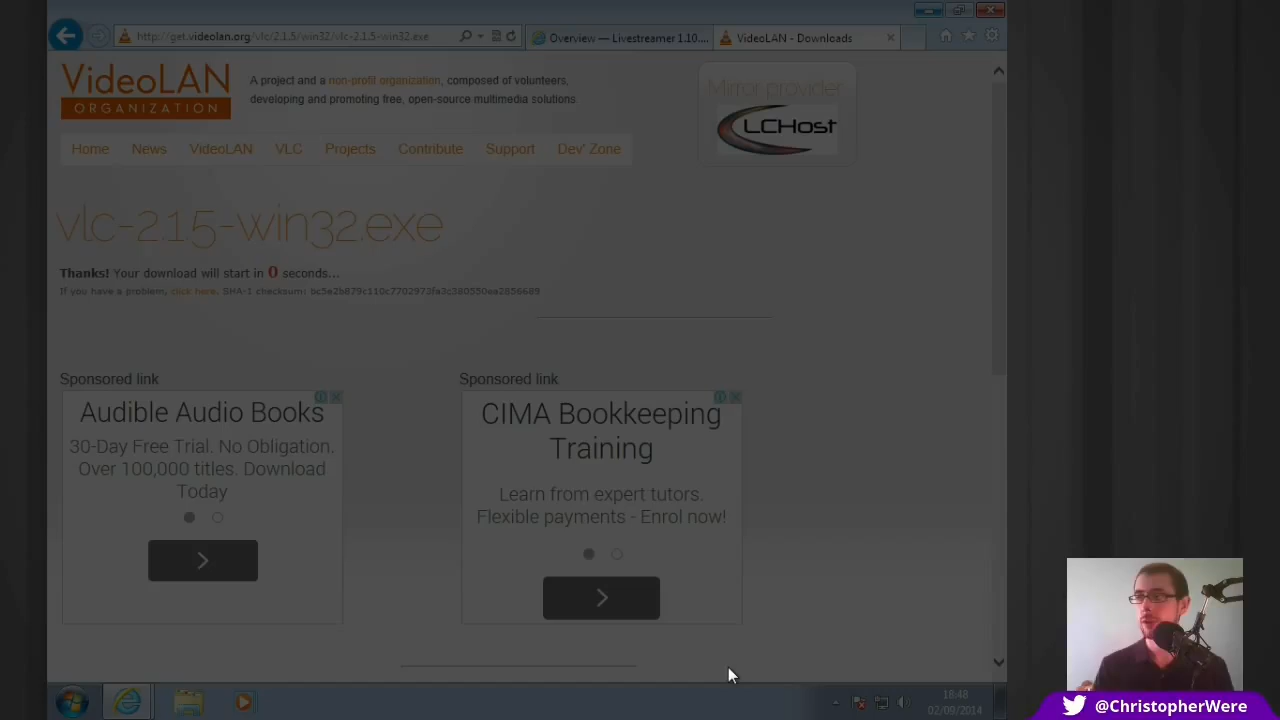 http://get.videolan.org/vlc/2.1.5/win32/vlc-2.1.5-win32.exe
Overview — Livestreamer 1.10....
VideoLAN - Downloads
VideoLAN
ORGANIZATION
A project and a non-profit organization, composed of volunteers,
developing and promoting free, open-source multimedia solutions.
Mirror provider
LCHost
Home News VideoLAN VLC Projects Contribute Support Dev' Zone
vlc-2.1.5-win32.exe
Thanks! Your download will start in 0 seconds...
If you have a problem, click here. SHA-1 checksum:
Sponsored link
Audible Audio Books
30-Day Free Trial. No Obligation.
Over 100,000 titles. Download
Today
Sponsored link
CIMA Bookkeeping
Training
Learn from expert tutors.
Flexible payments - Enrol now!
18:48
02/09/2014
@ChristopherWere